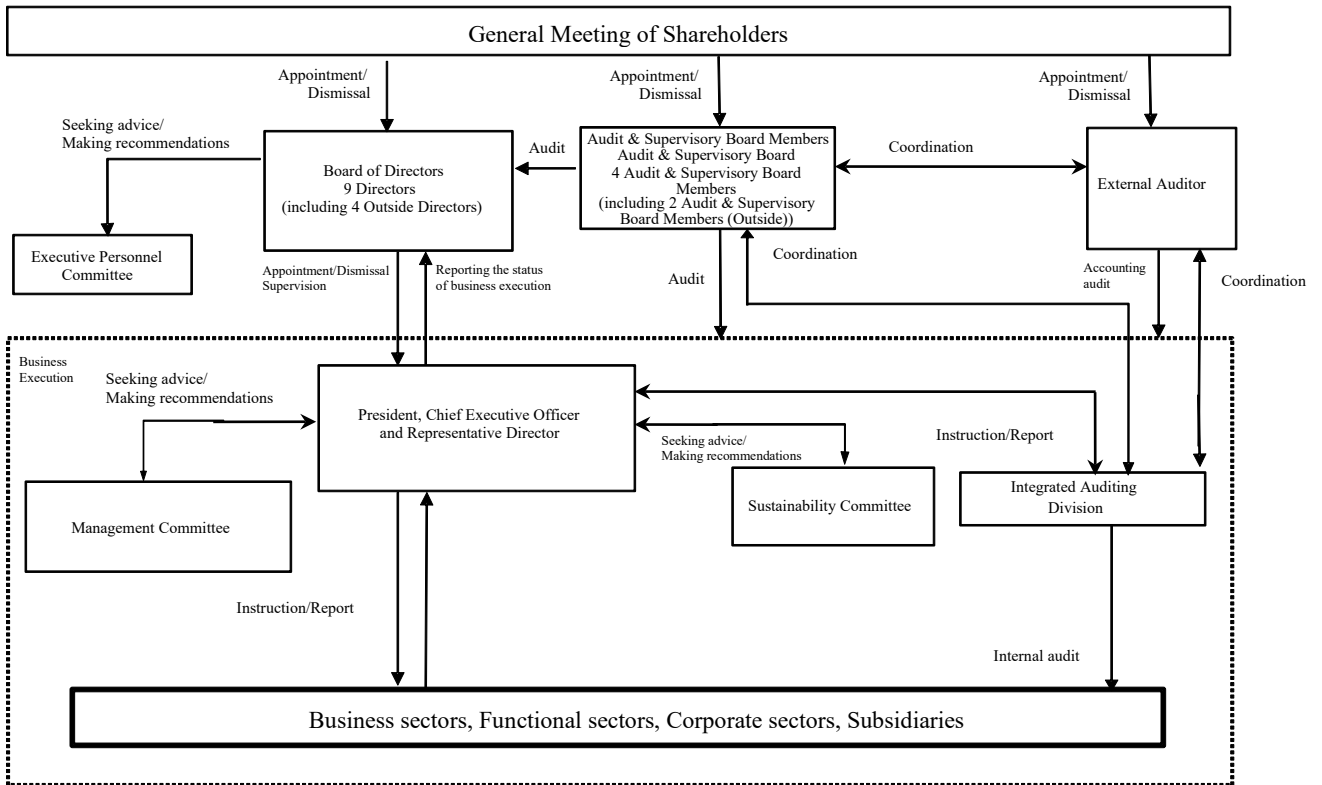 General Meeting of Shareholders
Appointment/
Dismissal
Appointment/
Dismissal
Appointment/
Dismissal
Seeking advice/
Making recommendations
Board of Directors
9 Directors
(including 4 Outside Directors)
Audit
Audit & Supervisory Board Members
Audit & Supervisory Board
4 Audit & Supervisory Board
Members
(including 2 Audit & Supervisory
Board Members (Outside))
Coordination
External Auditor
Executive Personnel
Committee
Appointment/Dismissal
Supervision
Reporting the status
of business execution
Audit
Coordination
Accounting
audit
Coordination
Business
Execution
Seeking advice/
Making recommendations
President, Chief Executive Officer
and Representative Director
Seeking advice/
Making recommendations
Instruction/Report
Management Committee
Sustainability Committee
Integrated Auditing
Division
Instruction/Report
Internal audit
Business sectors, Functional sectors, Corporate sectors, Subsidiaries